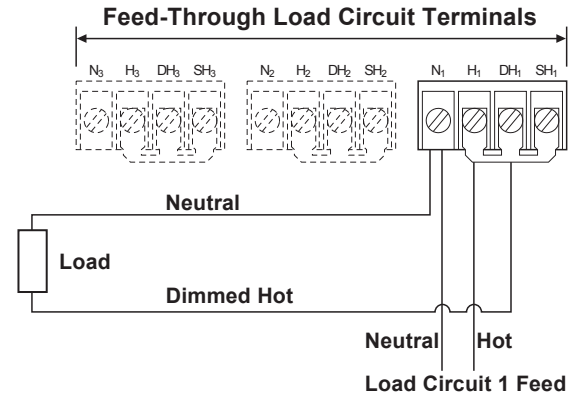 Feed-Through Load Circuit Terminals
N₃ H₃ DH₃ SH₃ N₂ H₂ DH₂ SH₂ N₁ H₁ DH₁ SH₁
Neutral
Load
Dimmed Hot
Neutral Hot
Load Circuit 1 Feed